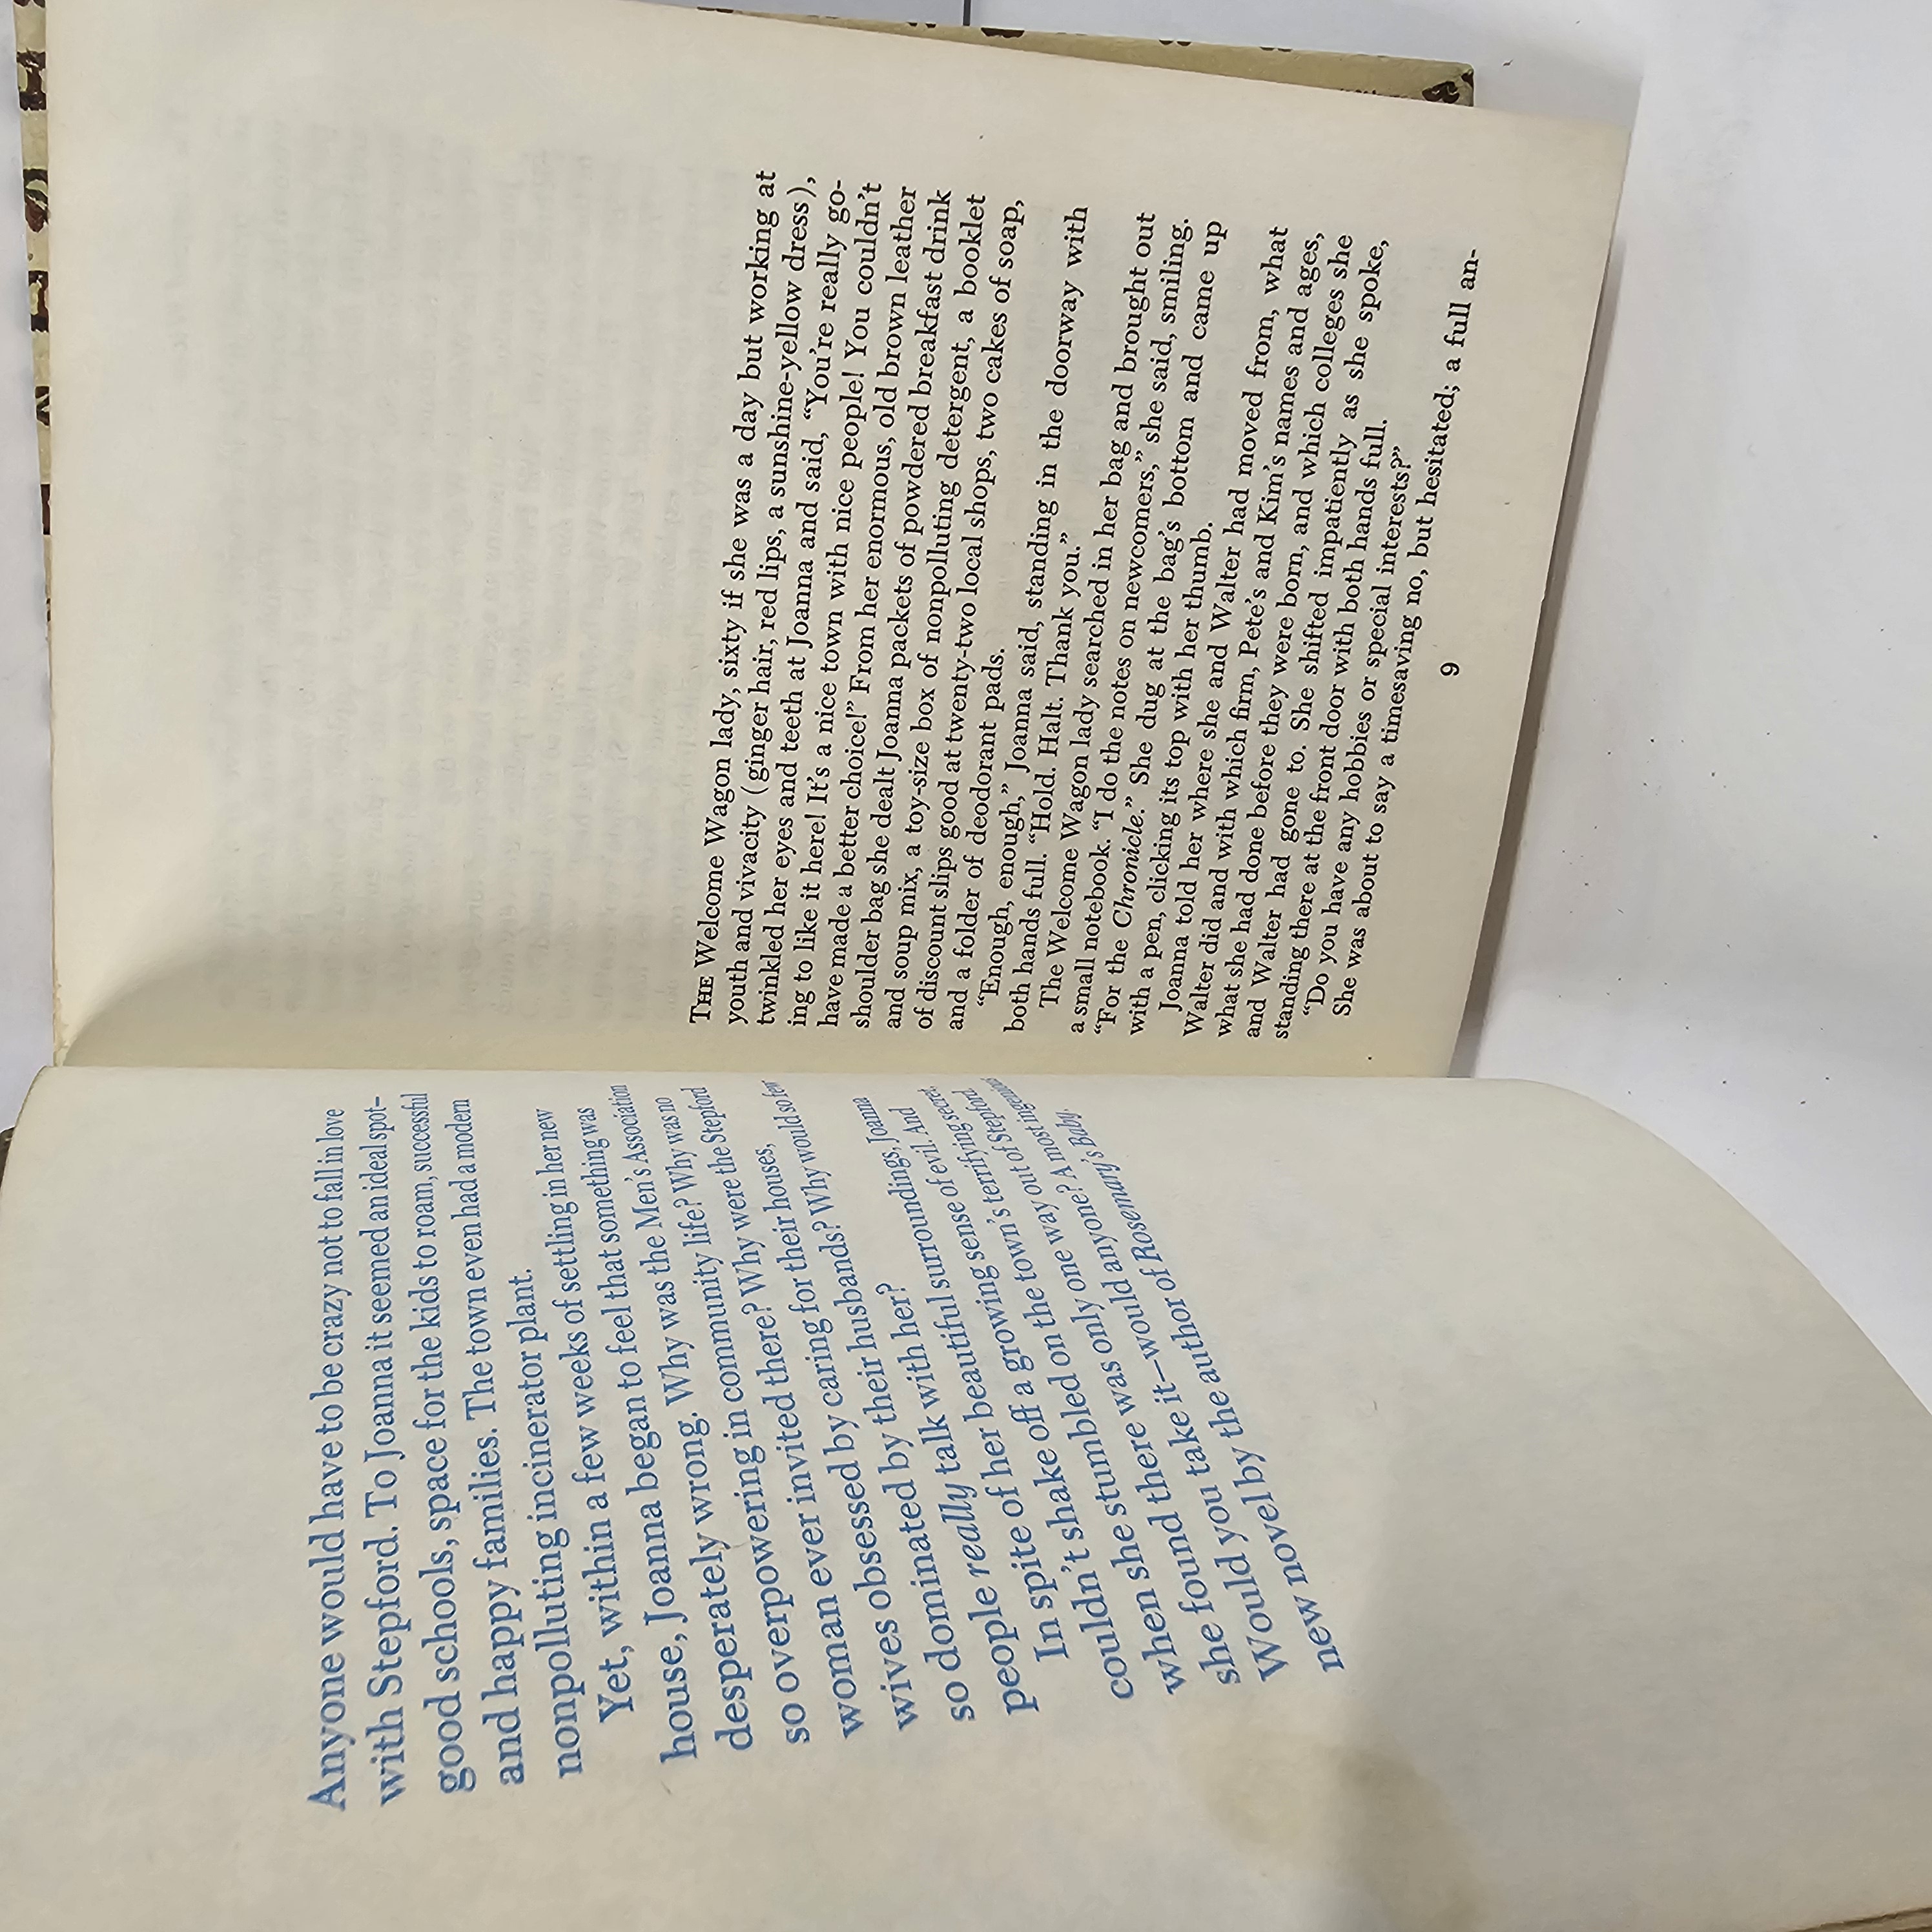 Anyone would have to be crazy not to fall in love
with Stepford. To Joanna it seemed an ideal spot—
good schools, space for the kids to roam, successful
and happy families. The town even had a modern
nonpolluting incinerator plant.
Yet, within a few weeks of settling in her new
house, Joanna began to feel that something was
desperately wrong. Why was the Men's Association
so overpowering in community life? Why was no
woman ever invited there? Why were the Stepford
wives obsessed by caring for their houses,
so dominated by their husbands? Why would so few
people really talk with her?
In spite of her beautiful surroundings, Joanna
couldn't shake off a growing sense of evil. And
when she stumbled on the town's terrifying secret,
she found there was only one way out of Stepford.
Would you take it—would anyone? A most ingenious
new novel by the author of Rosemary's Baby.
THE Welcome Wagon lady, sixty if she was a day but working at
youth and vivacity (ginger hair, red lips, a sunshine-yellow dress),
twinkled her eyes and teeth at Joanna and said, “You're really go-
ing to like it here! It's a nice town with nice people! You couldn't
have made a better choice!” From her enormous, old brown leather
shoulder bag she dealt Joanna packets of powdered breakfast drink
and soup mix, a toy-size box of nonpolluting detergent, a booklet
of discount slips good at twenty-two local shops, two cakes of soap,
and a folder of deodorant pads.
“Enough, enough,” Joanna said, standing in the doorway with
both hands full. “Hold. Halt. Thank you.”
The Welcome Wagon lady searched in her bag and brought out
a small notebook. “I do the notes on newcomers,” she said, smiling.
“For the Chronicle.” She dug at the bag's bottom and came up
with a pen, clicking its top with her thumb.
Joanna told her where she and Walter had moved from, what
Walter did and with which firm, Pete's and Kim's names and ages,
what she had done before they were born, and which colleges she
and Walter had gone to. She shifted impatiently as she spoke,
standing there at the front door with both hands full.
“Do you have any hobbies or special interests?”
She was about to say a timesaving no, but hesitated; a full an-
9